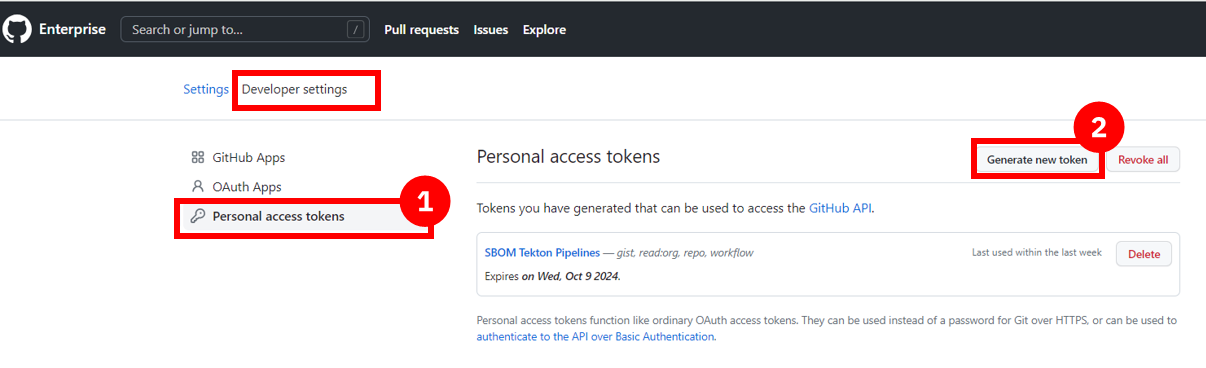 Enterprise Search or jump to... / Pull requests Issues Explore
Settings Developer settings
2
GitHub Apps
Personal access tokens
Generate new token Revoke all
OAuth Apps
1
Personal access tokens
Tokens you have generated that can be used to access the GitHub API.
SBOM Tekton Pipelines — gist, read:org, repo, workflow
Last used within the last week Delete
Expires on Wed, Oct 9 2024.
Personal access tokens function like ordinary OAuth access tokens. They can be used instead of a password for Git over HTTPS, or can be used to
authenticate to the API over Basic Authentication.